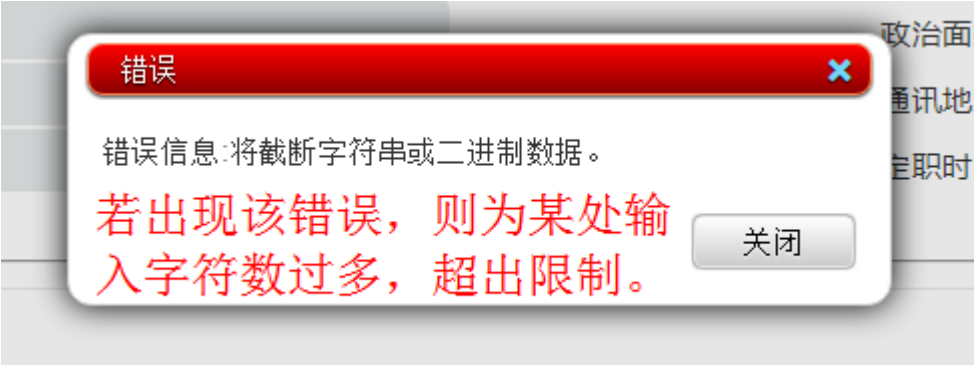 政治面
错误
通讯地
错误信息:将截断字符串或二进制数据。
定职时
若出现该错误，则为某处输
入字符数过多，超出限制。
关闭